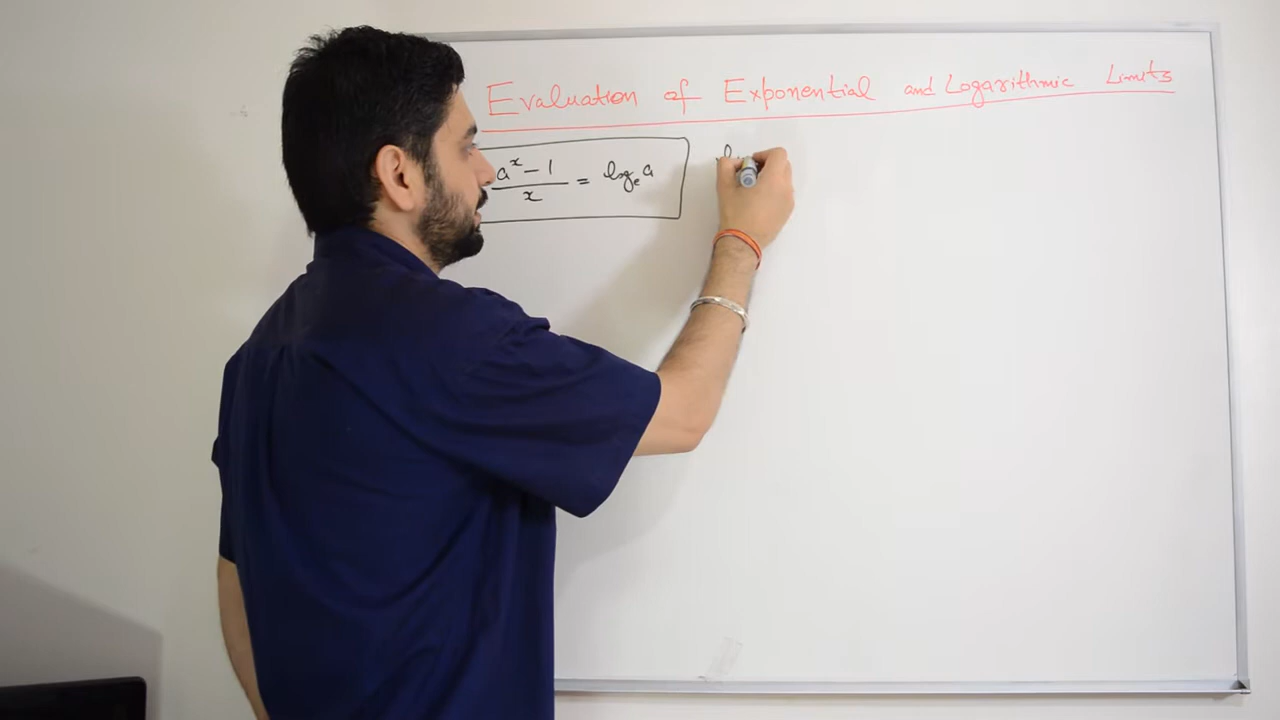 Evaluation of Exponential and Logarithmic Limits
a^x - 1 / x = log_e a